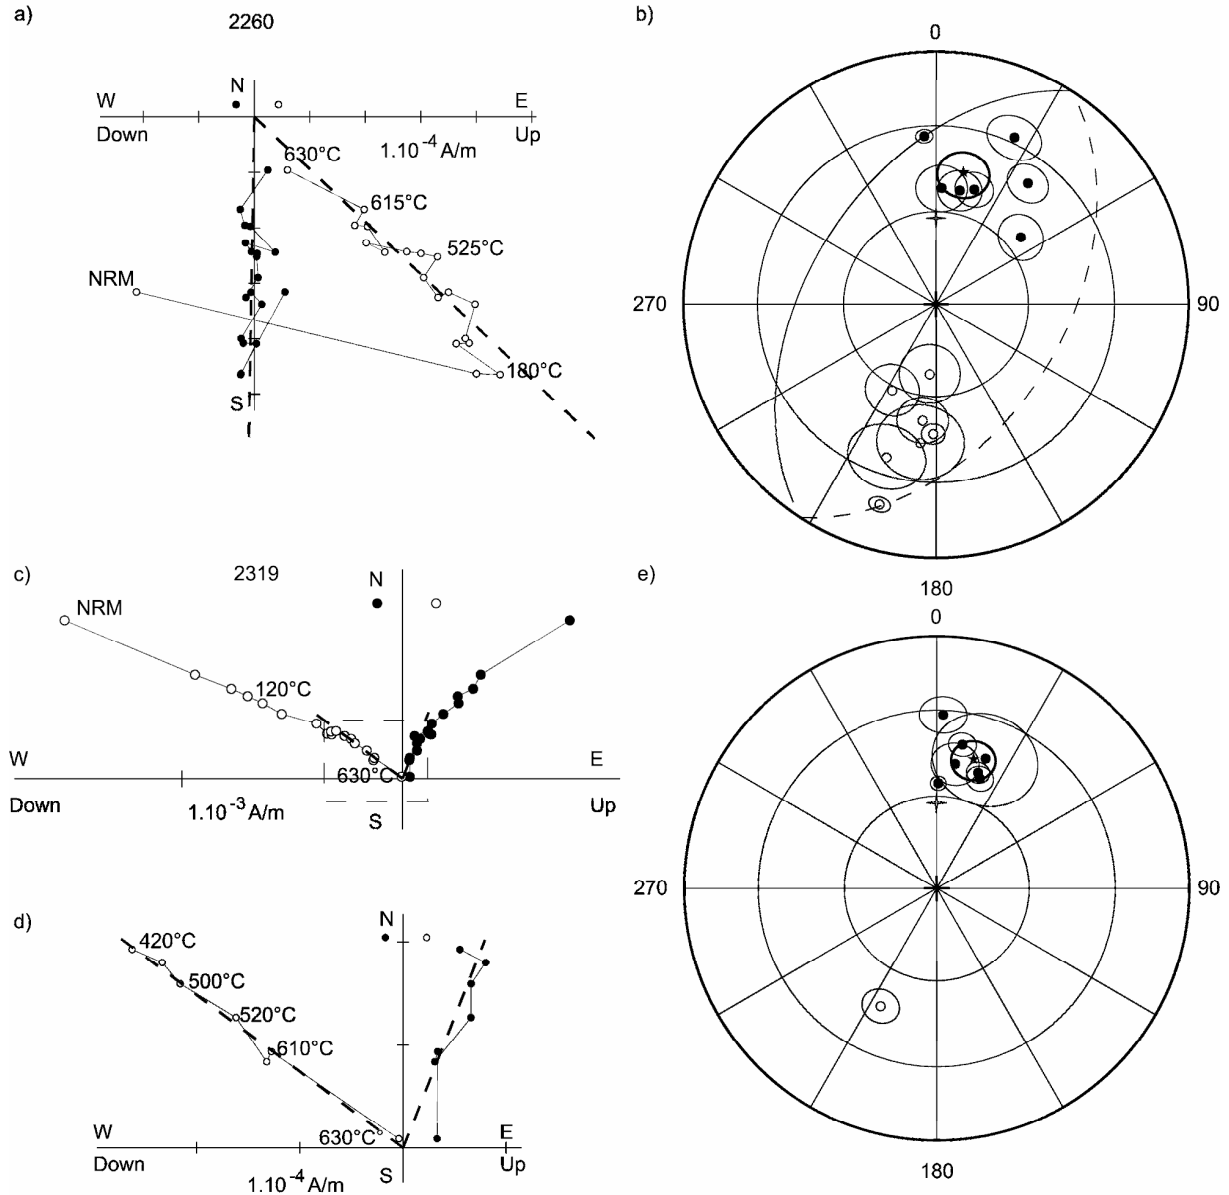 a)
2260
N
W
E
Down
Up
1.10⁻⁴ A/m
630°C
615°C
525°C
NRM
180°C
S
b)
0
270
90
180
c)
2319
N
NRM
120°C
W
E
630°C
Down
Up
1.10⁻³ A/m
S
d)
N
420°C
500°C
520°C
610°C
W
E
630°C
Down
Up
1.10⁻⁴ A/m
S
e)
0
270
90
180